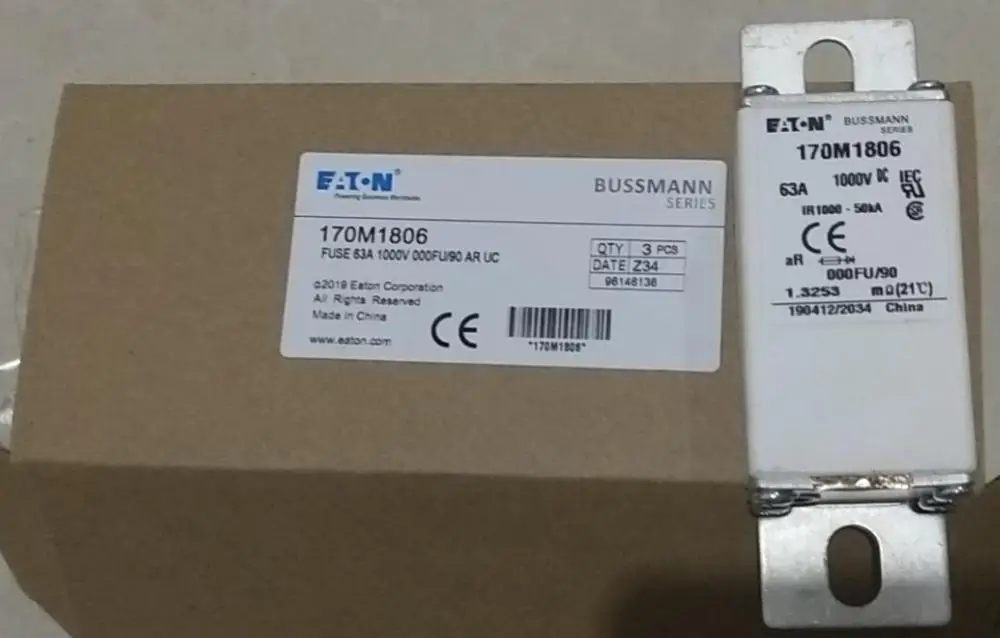 EATON®
Powering Business Worldwide
BUSSMANN
SERIES
170M1806
FUSE 63A 1000V 000FU/90 AR UC
QTY 3 PCS
DATE Z34
96146136
©2019 Eaton Corporation
All Rights Reserved
Made in China
www.eaton.com
CE
*170M1806*
EATON® BUSSMANN
SERIES
170M1806
63A 1000V DC IEC
IR1000 - 50kA
CE
aR
000FU/90
1.3253 mΩ(21℃)
190412/2034 China